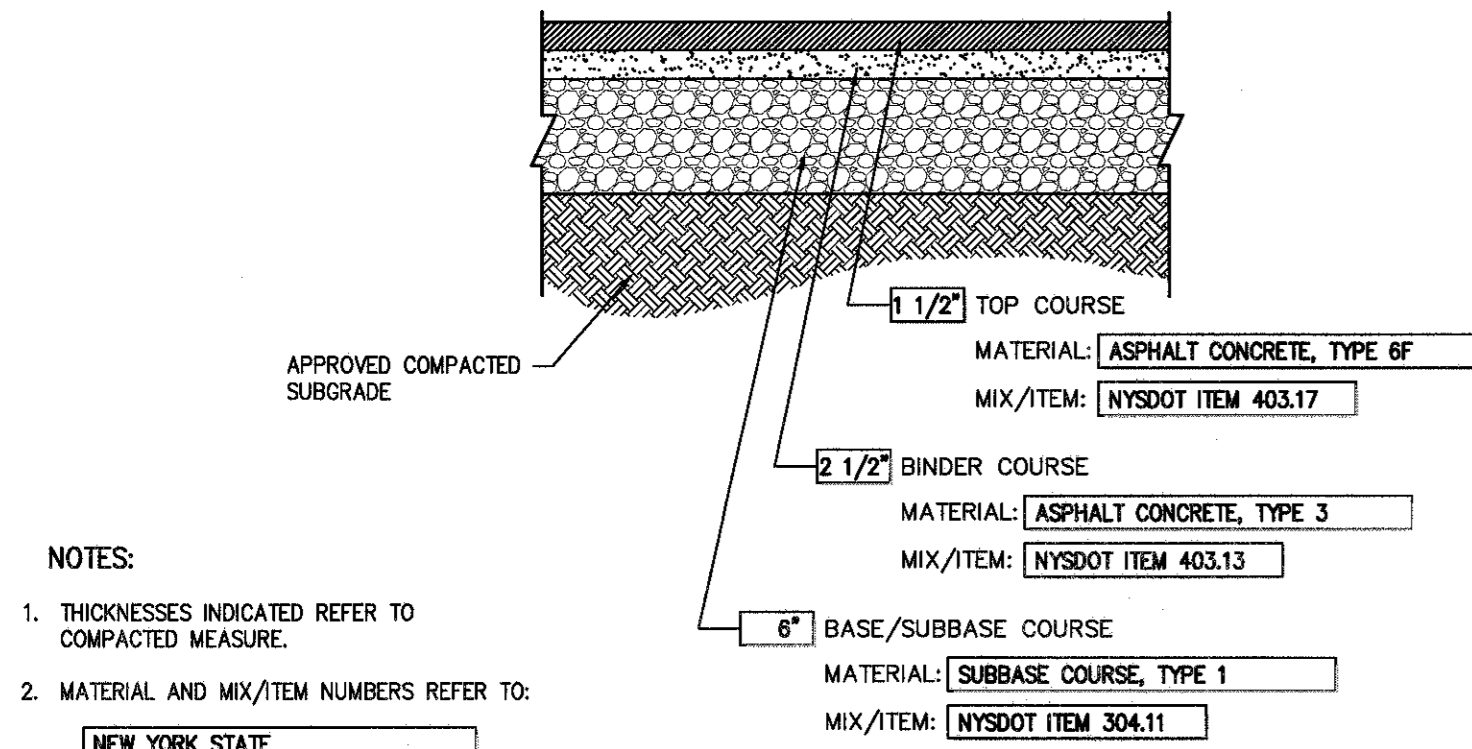 1 1/2" TOP COURSE
MATERIAL: ASPHALT CONCRETE, TYPE 6F
MIX/ITEM: NYSDOT ITEM 403.17
APPROVED COMPACTED
SUBGRADE
2 1/2" BINDER COURSE
MATERIAL: ASPHALT CONCRETE, TYPE 3
MIX/ITEM: NYSDOT ITEM 403.13
6" BASE/SUBBASE COURSE
MATERIAL: SUBBASE COURSE, TYPE 1
MIX/ITEM: NYSDOT ITEM 304.11
NOTES:
1. THICKNESSES INDICATED REFER TO
COMPACTED MEASURE.
2. MATERIAL AND MIX/ITEM NUMBERS REFER TO:
NEW YORK STATE